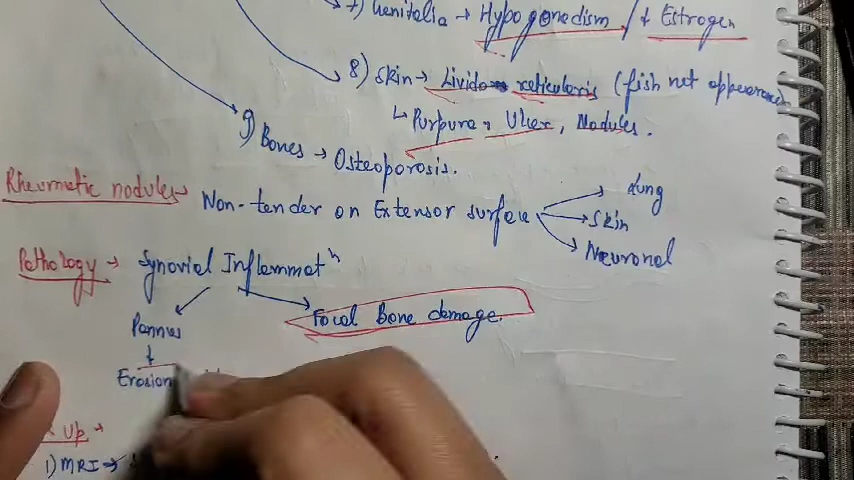 7) Genitalia → Hypogonodism / ↓ Estrogen
8) Skin → Livido reticularis (fish net appearance
↳ Purpura, Ulcer, Nodules.
9) Bones → Osteoporosis.
Rheumatic nodules → Non-tender on Extensor surface → Lung
→ Skin
→ Neuronal
Pathology → Synovial Inflammatⁿ
Pannus
Focal Bone damage.
↓
Erosion
Up →
1) MRI →